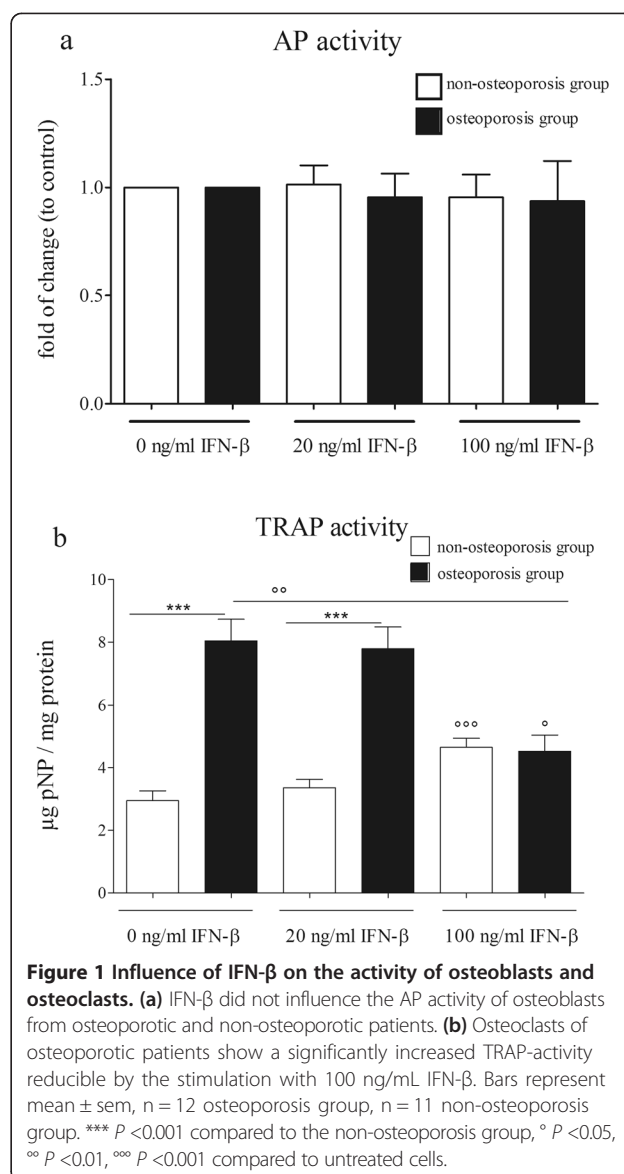 a
AP activity
non-osteoporosis group
osteoporosis group
fold of change (to control)
1.5
1.0
0.5
0.0
0 ng/ml IFN-β
20 ng/ml IFN-β
100 ng/ml IFN-β
b
TRAP activity
non-osteoporosis group
osteoporosis group
µg pNP / mg protein
10
8
6
4
2
0
***
°°
***
°°°
°
0 ng/ml IFN-β
20 ng/ml IFN-β
100 ng/ml IFN-β
Figure 1 Influence of IFN-β on the activity of osteoblasts and
osteoclasts. (a) IFN-β did not influence the AP activity of osteoblasts
from osteoporotic and non-osteoporotic patients. (b) Osteoclasts of
osteoporotic patients show a significantly increased TRAP-activity
reducible by the stimulation with 100 ng/mL IFN-β. Bars represent
mean ± sem, n = 12 osteoporosis group, n = 11 non-osteoporosis
group. *** P <0.001 compared to the non-osteoporosis group, ° P <0.05,
°° P <0.01, °°° P <0.001 compared to untreated cells.